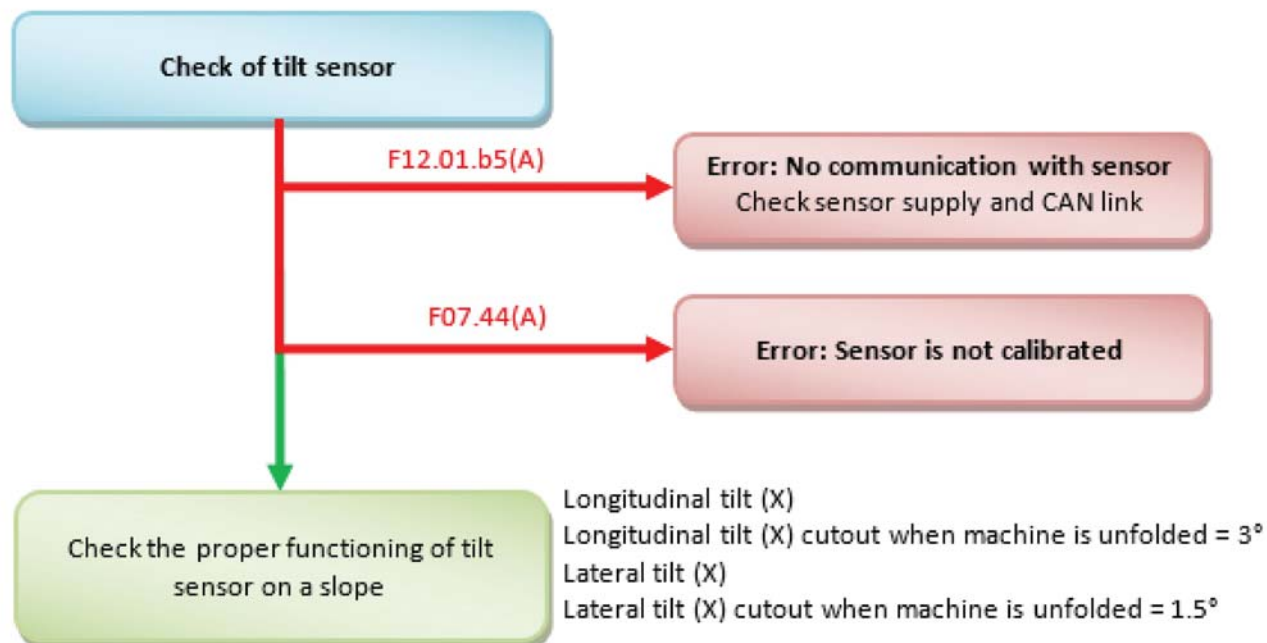 Check of tilt sensor
F12.01.b5(A)
Error: No communication with sensor
Check sensor supply and CAN link
F07.44(A)
Error: Sensor is not calibrated
Check the proper functioning of tilt
sensor on a slope
Longitudinal tilt (X)
Longitudinal tilt (X) cutout when machine is unfolded = 3°
Lateral tilt (X)
Lateral tilt (X) cutout when machine is unfolded = 1.5°